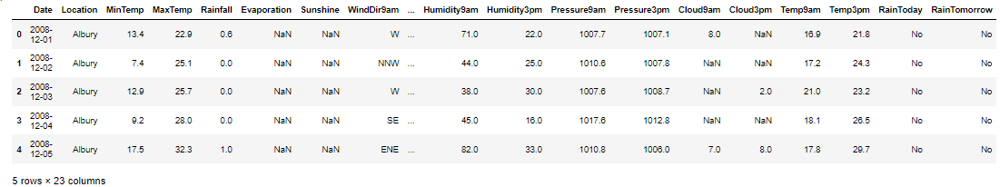 Date Location MinTemp MaxTemp Rainfall Evaporation Sunshine WindDir9am ... Humidity9am Humidity3pm Pressure9am Pressure3pm Cloud9am Cloud3pm Temp9am Temp3pm RainToday RainTomorrow
0 2008-12-01 Albury 13.4 22.9 0.6 NaN NaN W ... 71.0 22.0 1007.7 1007.1 8.0 NaN 16.9 21.8 No No
1 2008-12-02 Albury 7.4 25.1 0.0 NaN NaN NNW ... 44.0 25.0 1010.6 1007.8 NaN NaN 17.2 24.3 No No
2 2008-12-03 Albury 12.9 25.7 0.0 NaN NaN W ... 38.0 30.0 1007.6 1008.7 NaN 2.0 21.0 23.2 No No
3 2008-12-04 Albury 9.2 28.0 0.0 NaN NaN SE ... 45.0 16.0 1017.6 1012.8 NaN NaN 18.1 26.5 No No
4 2008-12-05 Albury 17.5 32.3 1.0 NaN NaN ENE ... 82.0 33.0 1010.8 1006.0 7.0 8.0 17.8 29.7 No No
5 rows × 23 columns